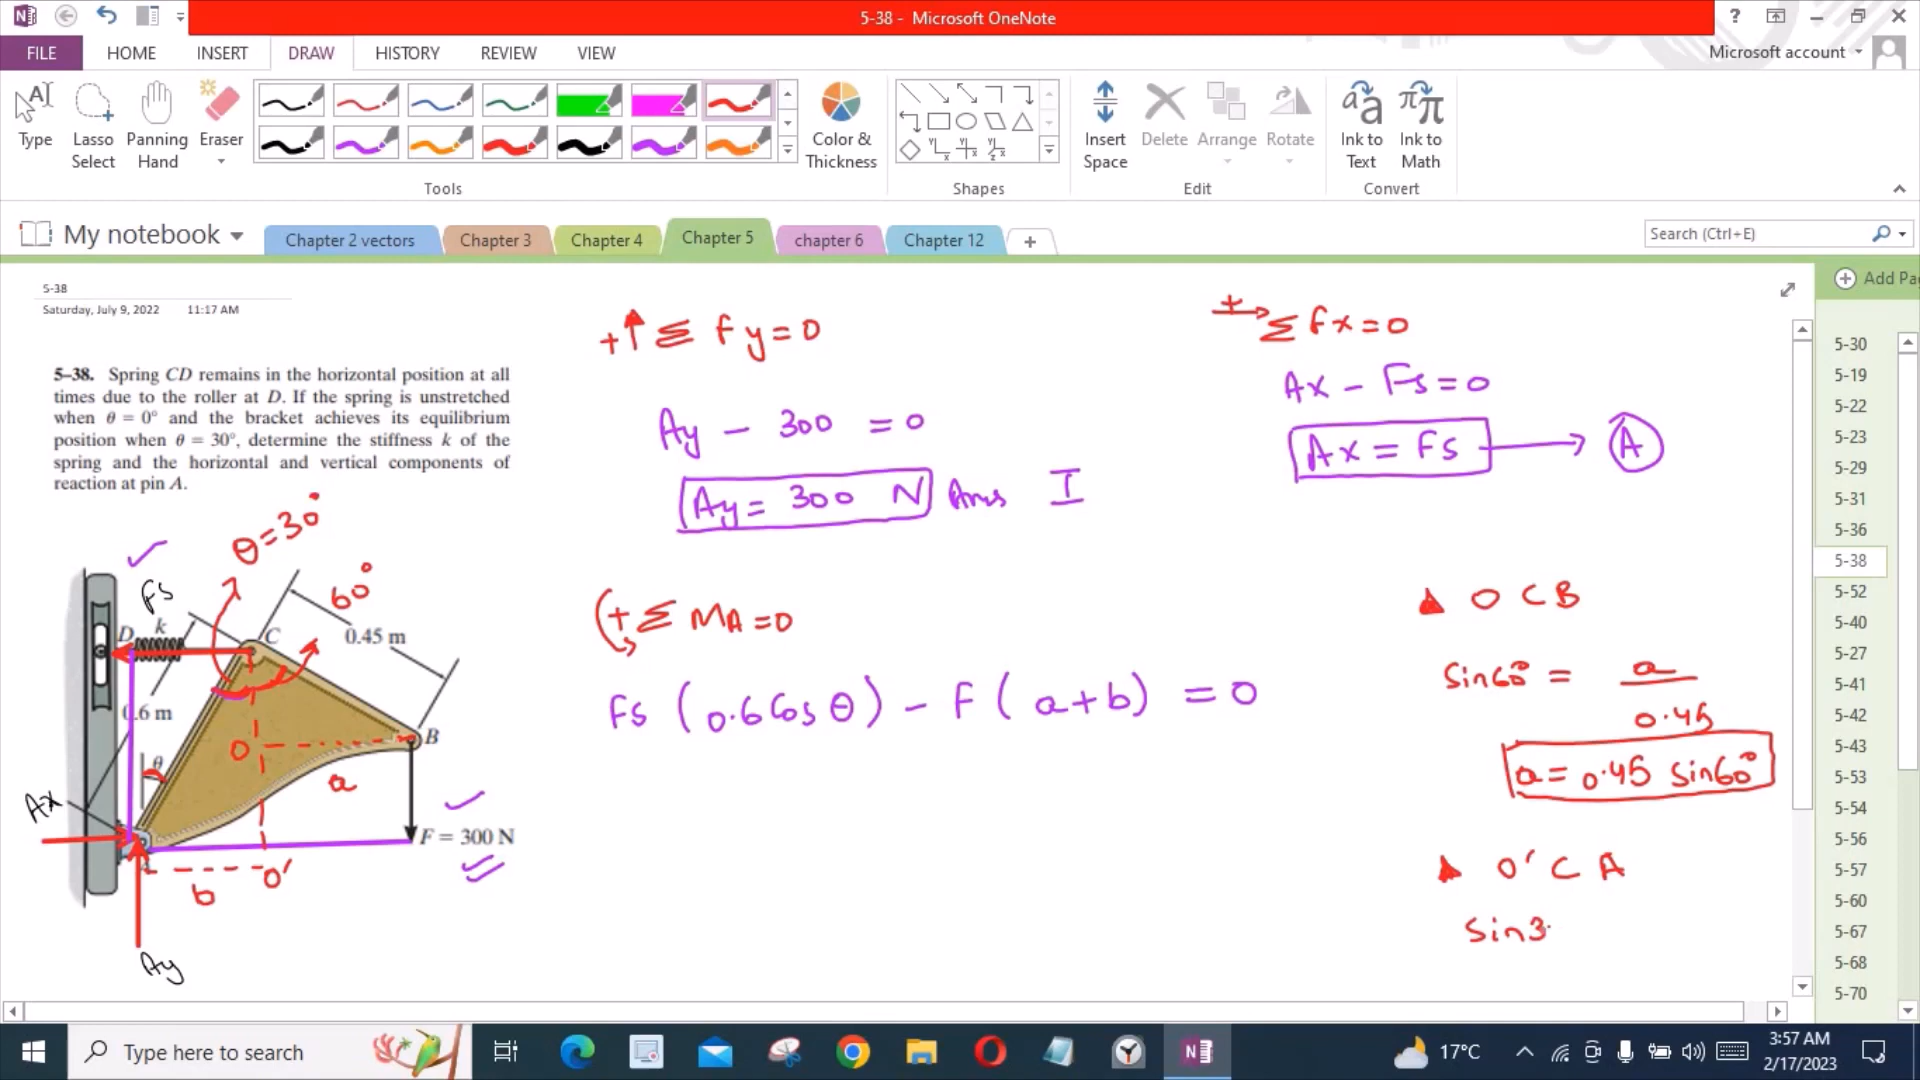 5-38 - Microsoft OneNote
?
FILE HOME INSERT DRAW HISTORY REVIEW VIEW
Microsoft account
Type
Lasso Select
Panning Hand
Eraser
Color & Thickness
Insert Space
Delete
Arrange
Rotate
Ink to Text
Ink to Math
Tools
Shapes
Edit
Convert
My notebook
Chapter 2 vectors
Chapter 3
Chapter 4
Chapter 5
chapter 6
Chapter 12
Search (Ctrl+E)
5-38
Saturday, July 9, 2022 11:17 AM
5–38. Spring CD remains in the horizontal position at all
times due to the roller at D. If the spring is unstretched
when θ = 0° and the bracket achieves its equilibrium
position when θ = 30°, determine the stiffness k of the
spring and the horizontal and vertical components of
reaction at pin A.
θ=30°
60°
Fs
k
D
C
0.45 m
0.6 m
O
B
θ
a
Ax
F = 300 N
O'
b
Ay
+↑ Σ Fy=0
Ay - 300 = 0
Ay = 300 N Ans I
(+ Σ MA=0
Fs (0.6 Cos θ) - F ( a+b) = 0
+→ Σ Fx=0
Ax - Fs = 0
Ax = Fs → A
▲ O C B
Sin60° = a
0.45
a = 0.45 sin60°
▲ O' C A
Sin3
Add Pa
5-30
5-19
5-22
5-23
5-29
5-31
5-36
5-38
5-52
5-40
5-27
5-41
5-42
5-43
5-53
5-54
5-56
5-57
5-60
5-67
5-68
5-70
Type here to search
17°C
3:57 AM
2/17/2023